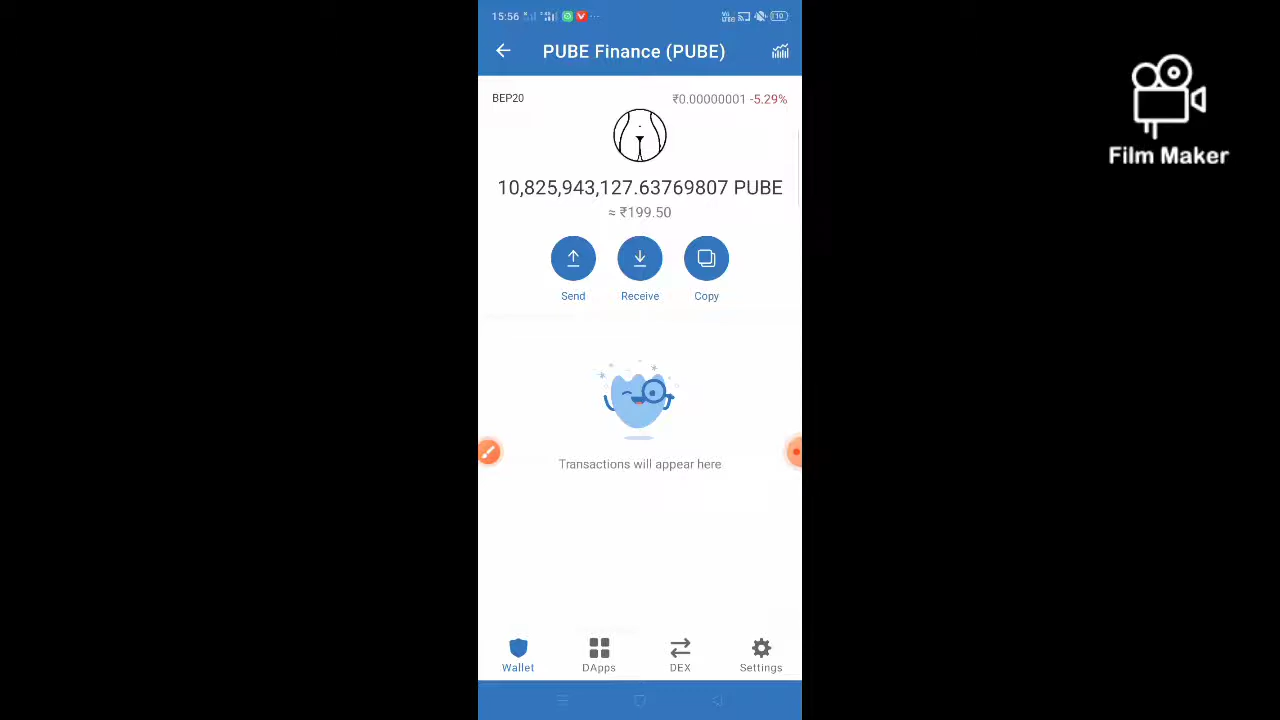 15:56
PUBE Finance (PUBE)
BEP20
₹0.00000001 -5.29%
10,825,943,127.63769807 PUBE
≈ ₹199.50
Send
Receive
Copy
Transactions will appear here
Wallet
DApps
DEX
Settings
Film Maker